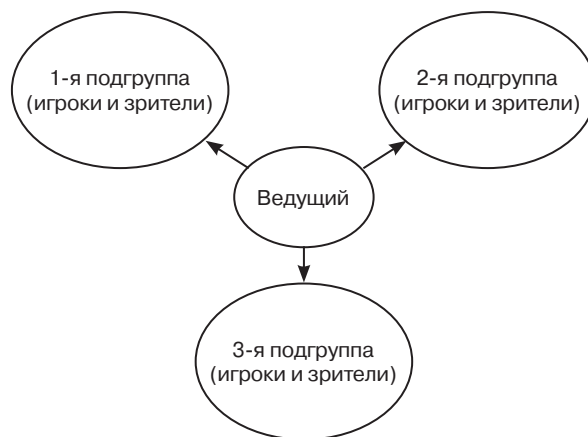 1-я подгруппа
(игроки и зрители)
2-я подгруппа
(игроки и зрители)
Ведущий
3-я подгруппа
(игроки и зрители)